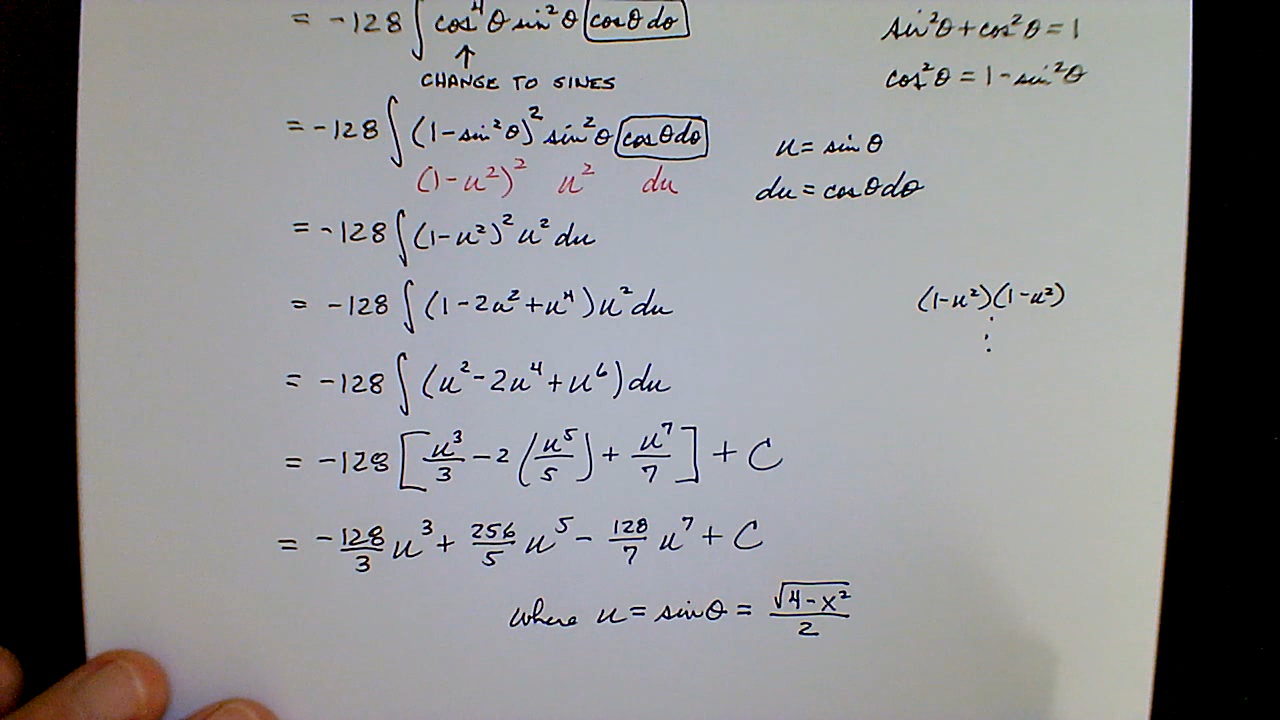 = -128 ∫ cos⁴θ sin²θ cosθ dθ
↑
CHANGE TO SINES
sin²θ + cos²θ = 1
cos²θ = 1 - sin²θ
= -128 ∫ (1 - sin²θ)² sin²θ cosθ dθ
(1 - u²)² u² du
u = sin θ
du = cosθ dθ
= -128 ∫ (1 - u²)² u² du
= -128 ∫ (1 - 2u² + u⁴) u² du
(1 - u²)(1 - u²)
⋮
= -128 ∫ (u² - 2u⁴ + u⁶) du
= -128 [ u³/3 - 2 (u⁵/5) + u⁷/7 ] + C
= -128/3 u³ + 256/5 u⁵ - 128/7 u⁷ + C
where u = sin θ = √(4 - x²)/2